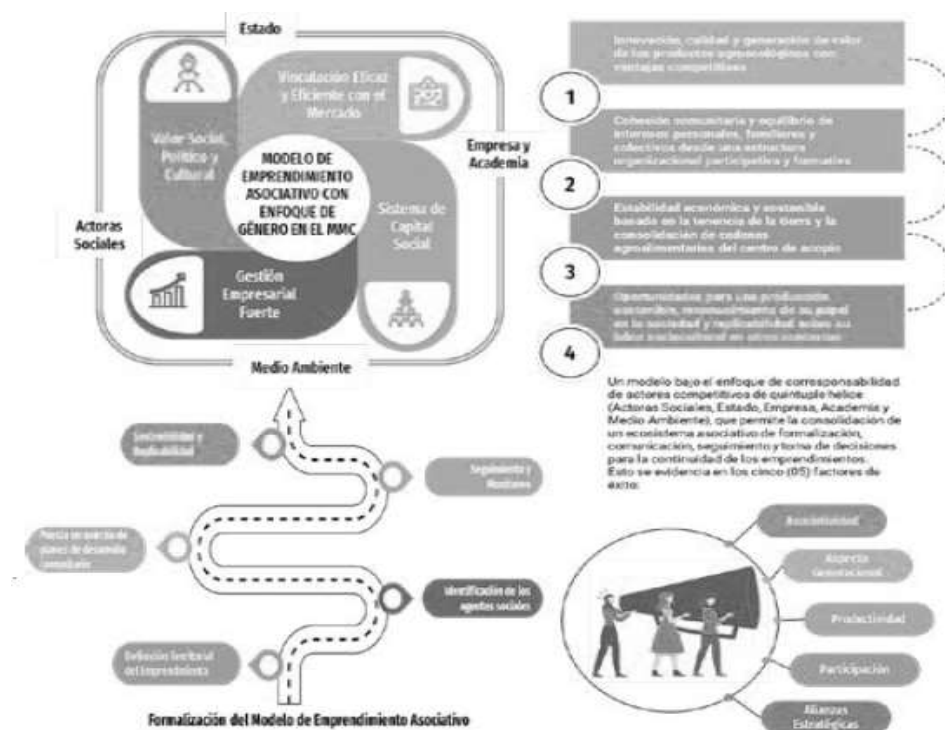 Estado
Vinculación Eficaz
y Eficiente con el
Mercado
Valor Social,
Político y
Cultural
MODELO DE
EMPRENDIMIENTO
ASOCIATIVO CON
ENFOQUE DE
GÉNERO EN EL MMC
Empresa y
Academia
Actoras
Sociales
Sistema de
Capital
Social
Gestión
Empresarial
Fuerte
Medio Ambiente
1
Innovación, calidad y generación de valor
de los productos agroecológicos con
ventajas competitivas
2
Cohesión comunitaria y equilibrio de
intereses personales, familiares y
colectivos desde una estructura
organizacional participativa y formativa
3
Estabilidad económica y sostenible
basada en la tenencia de la tierra y la
consolidación de cadenas
agroalimentarias del centro de acopio
4
Oportunidades para una producción
sostenible, reconocimiento de su papel
en la sociedad y replicabilidad sobre su
labor sociocultural en otros contextos
Un modelo bajo el enfoque de corresponsabilidad
de actores competitivos de quíntuple hélice
(Actoras Sociales, Estado, Empresa, Academia y
Medio Ambiente), que permite la consolidación de
un ecosistema asociativo de formalización,
comunicación, seguimiento y toma de decisiones
para la continuidad de los emprendimientos.
Esto se evidencia en los cinco (05) factores de
éxito:
Sostenibilidad y
Seguimiento y
Monitoreo
Puesta en marcha de
planes de desarrollo
comunitario
Identificación de los
agentes sociales
Definición Territorial
del Emprendimiento
Formalización del Modelo de Emprendimiento Asociativo
Asociatividad
Aspecto
Generacional
Productividad
Participación
Alianzas
Estratégicas